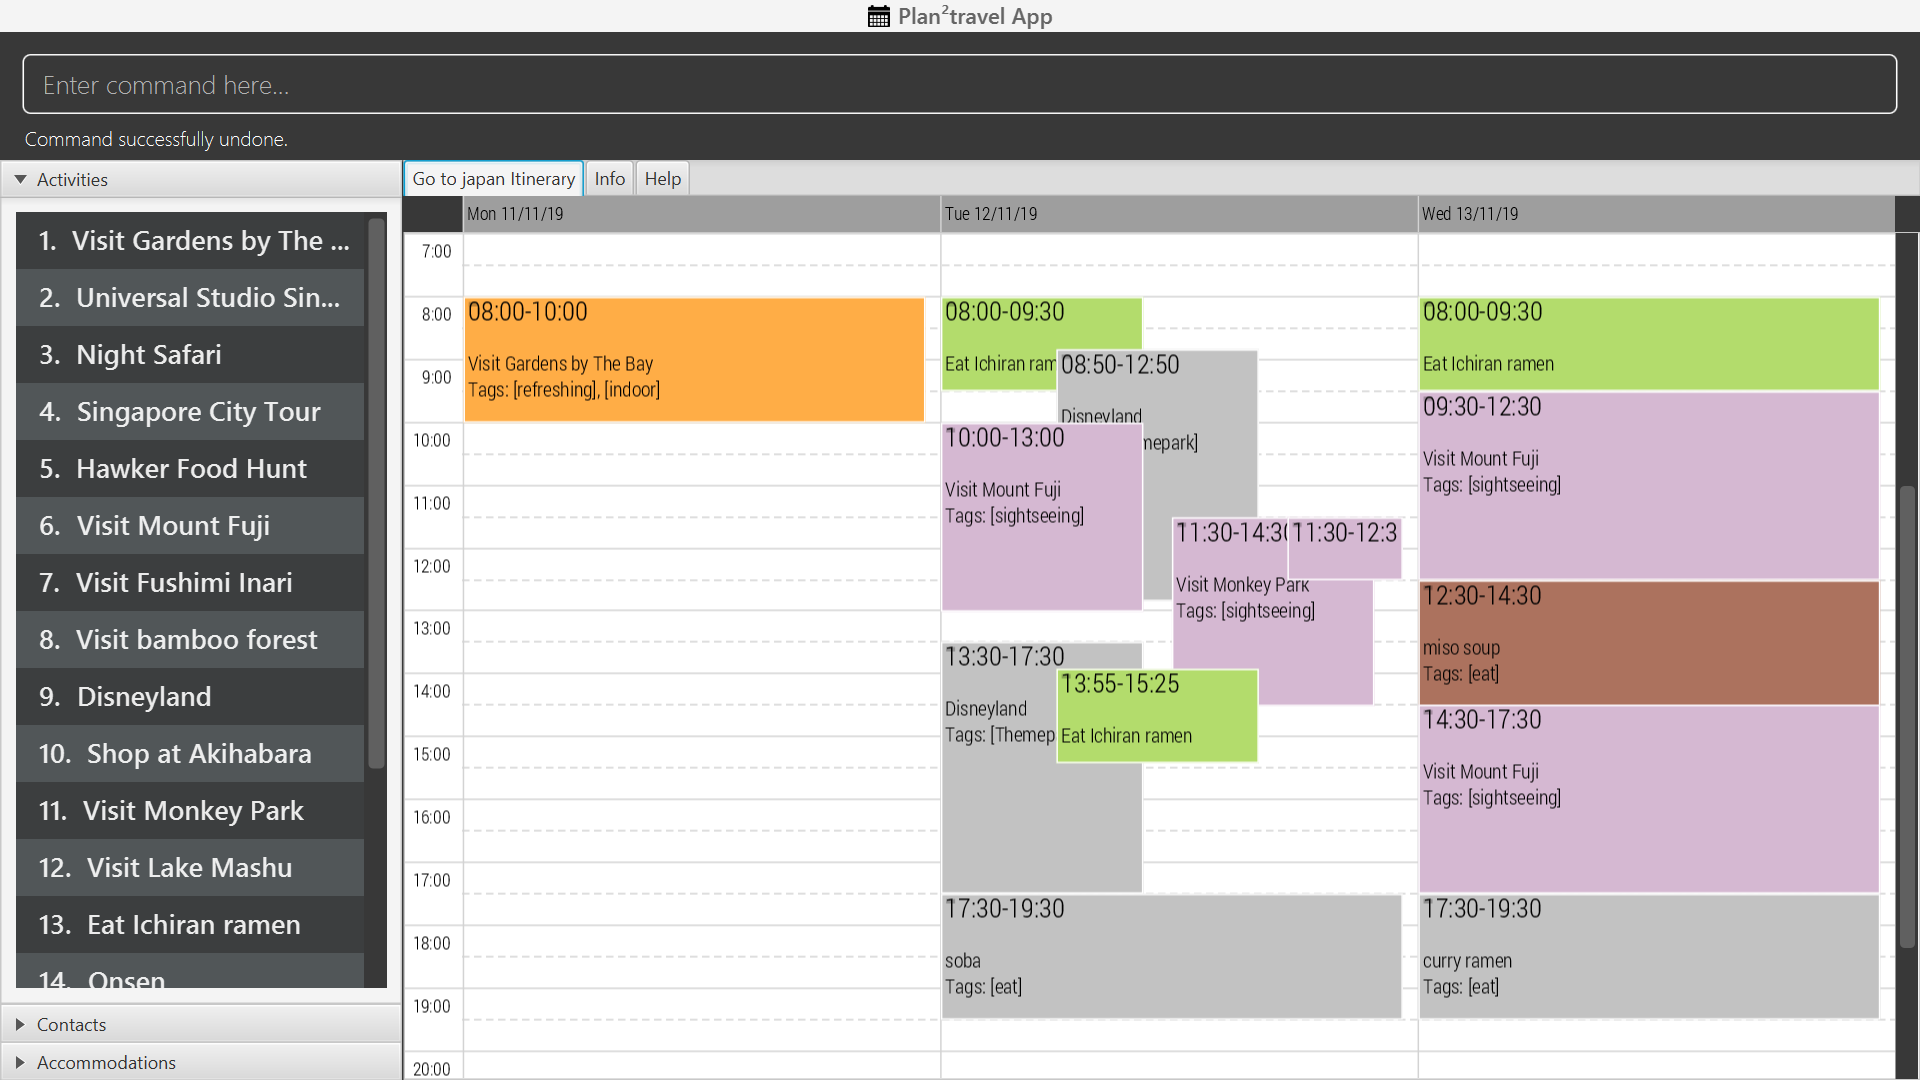 Plan²travel App
Enter command here...
Command successfully undone.
Activities
1. Visit Gardens by The ...
2. Universal Studio Sin...
3. Night Safari
4. Singapore City Tour
5. Hawker Food Hunt
6. Visit Mount Fuji
7. Visit Fushimi Inari
8. Visit bamboo forest
9. Disneyland
10. Shop at Akihabara
11. Visit Monkey Park
12. Visit Lake Mashu
13. Eat Ichiran ramen
14. Onsen
Contacts
Accommodations
Go to japan Itinerary
Info
Help
Mon 11/11/19
Tue 12/11/19
Wed 13/11/19
7:00
8:00
9:00
10:00
11:00
12:00
13:00
14:00
15:00
16:00
17:00
18:00
19:00
20:00
08:00-10:00
Visit Gardens by The Bay
Tags: [refreshing], [indoor]
08:00-09:30
Eat Ichiran ram
08:50-12:50
Disneyland
mepark]
10:00-13:00
Visit Mount Fuji
Tags: [sightseeing]
11:30-14:30
Visit Monkey Park
Tags: [sightseeing]
11:30-12:3
13:30-17:30
Disneyland
Tags: [Themep
13:55-15:25
Eat Ichiran ramen
17:30-19:30
soba
Tags: [eat]
08:00-09:30
Eat Ichiran ramen
09:30-12:30
Visit Mount Fuji
Tags: [sightseeing]
12:30-14:30
miso soup
Tags: [eat]
14:30-17:30
Visit Mount Fuji
Tags: [sightseeing]
17:30-19:30
curry ramen
Tags: [eat]